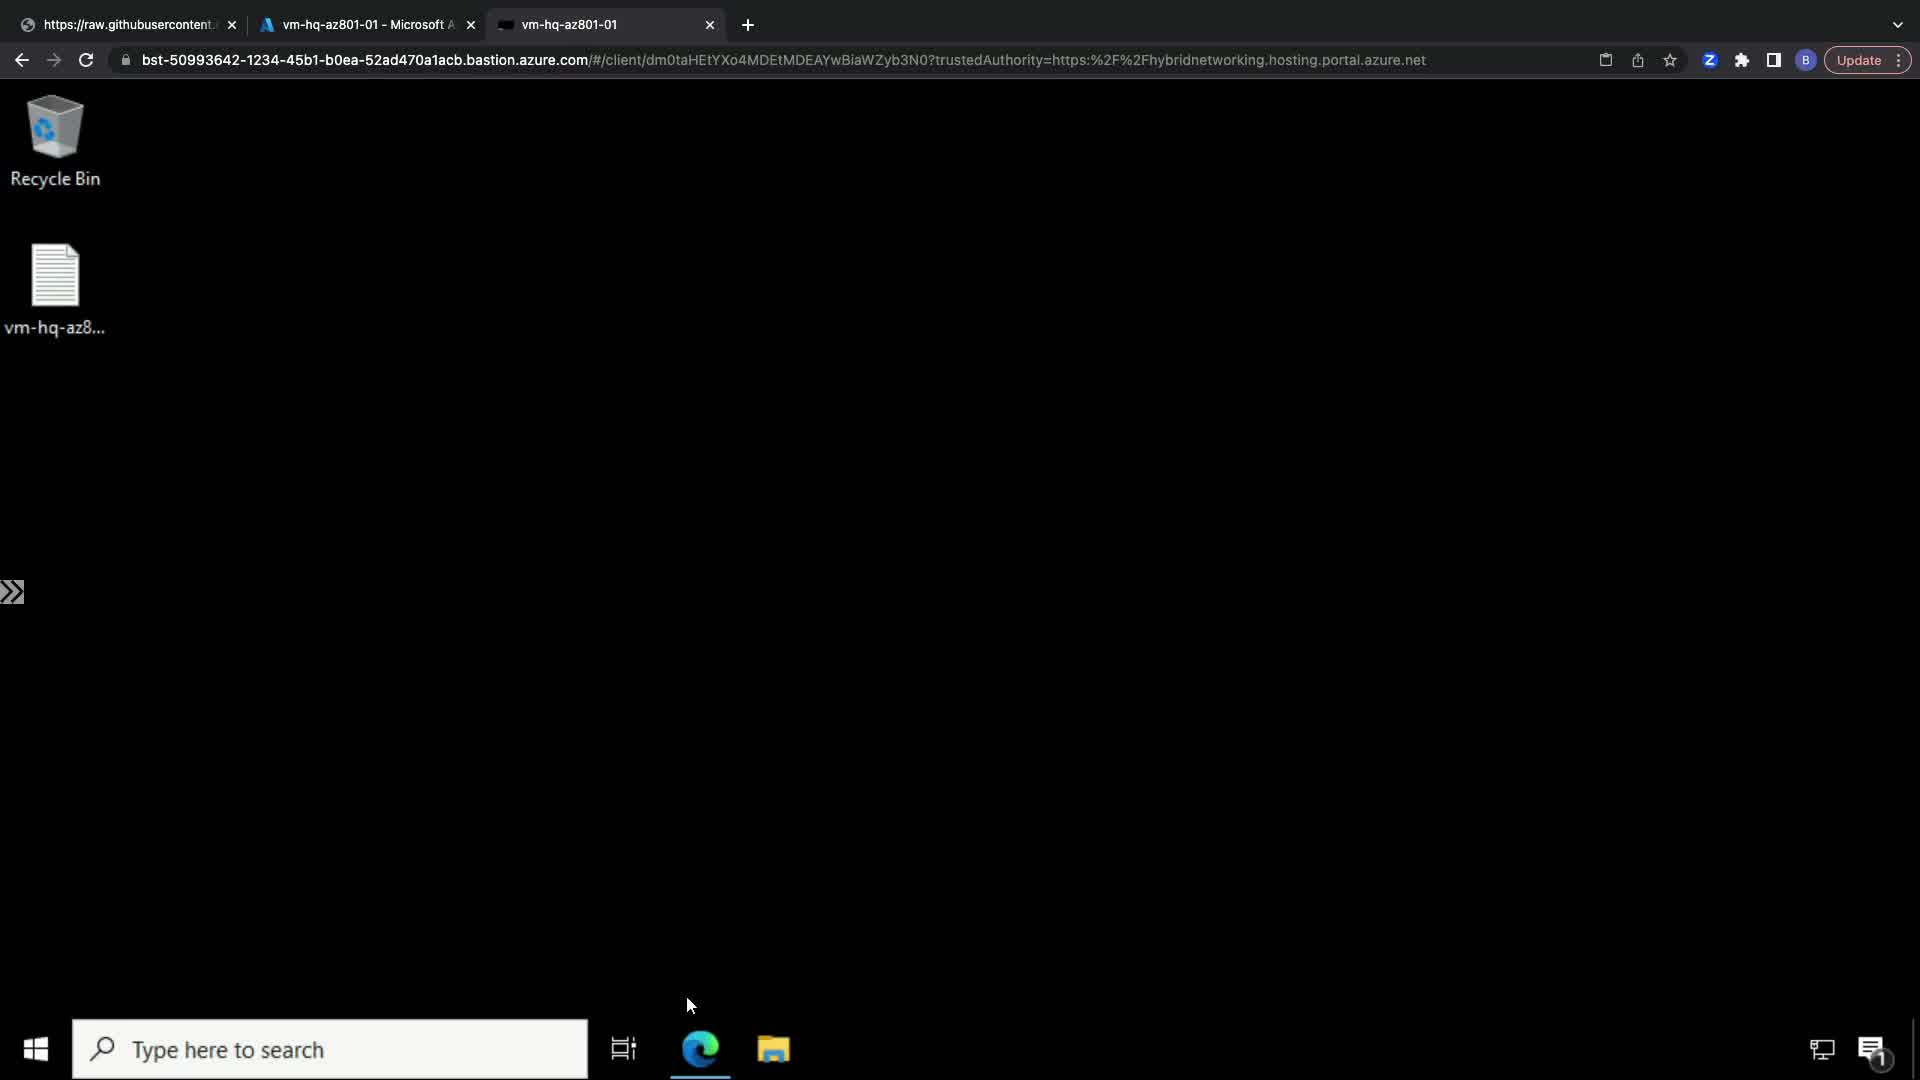 https://raw.githubusercontent.
vm-hq-az801-01 - Microsoft A
vm-hq-az801-01
bst-50993642-1234-45b1-b0ea-52ad470a1acb.bastion.azure.com/#/client/dm0taHEtYXo4MDEtMDEAYwBiaWZyb3N0?trustedAuthority=https:%2F%2Fhybridnetworking.hosting.portal.azure.net
Z
B
Update
Recycle Bin
vm-hq-az8...
Type here to search
1